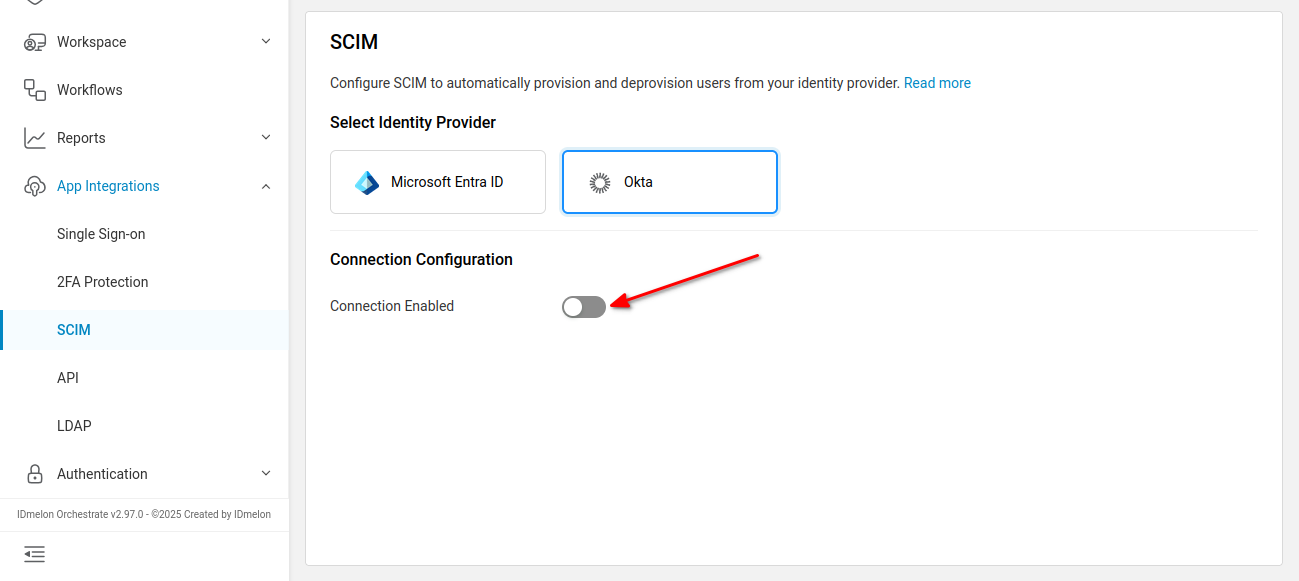 Workspace
Workflows
Reports
App Integrations
Single Sign-on
2FA Protection
SCIM
API
LDAP
Authentication
IDmelon Orchestrate v2.97.0 - ©2025 Created by IDmelon
SCIM
Configure SCIM to automatically provision and deprovision users from your identity provider. Read more
Select Identity Provider
Microsoft Entra ID
Okta
Connection Configuration
Connection Enabled